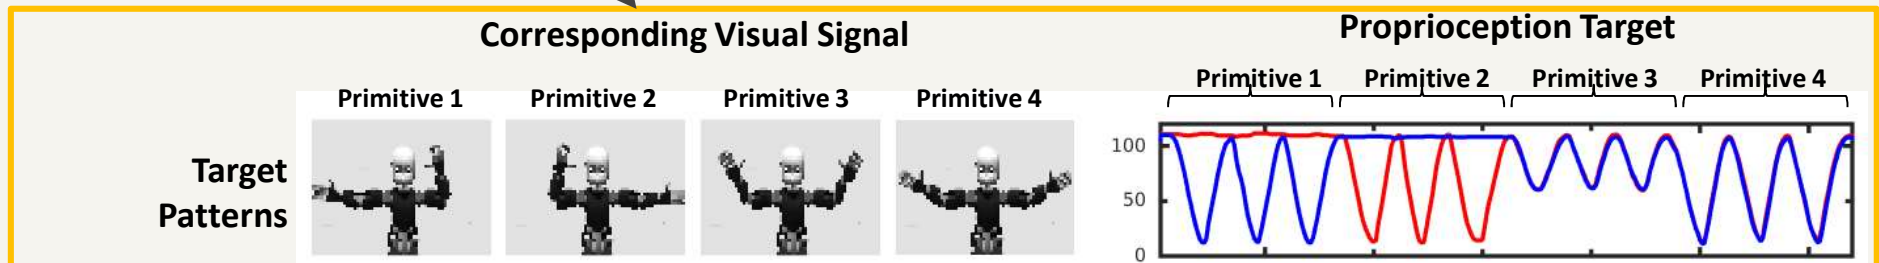 Corresponding Visual Signal
Proprioception Target
Primitive 1 Primitive 2 Primitive 3 Primitive 4
Primitive 1 Primitive 2 Primitive 3 Primitive 4
Target
Patterns
100
50
0